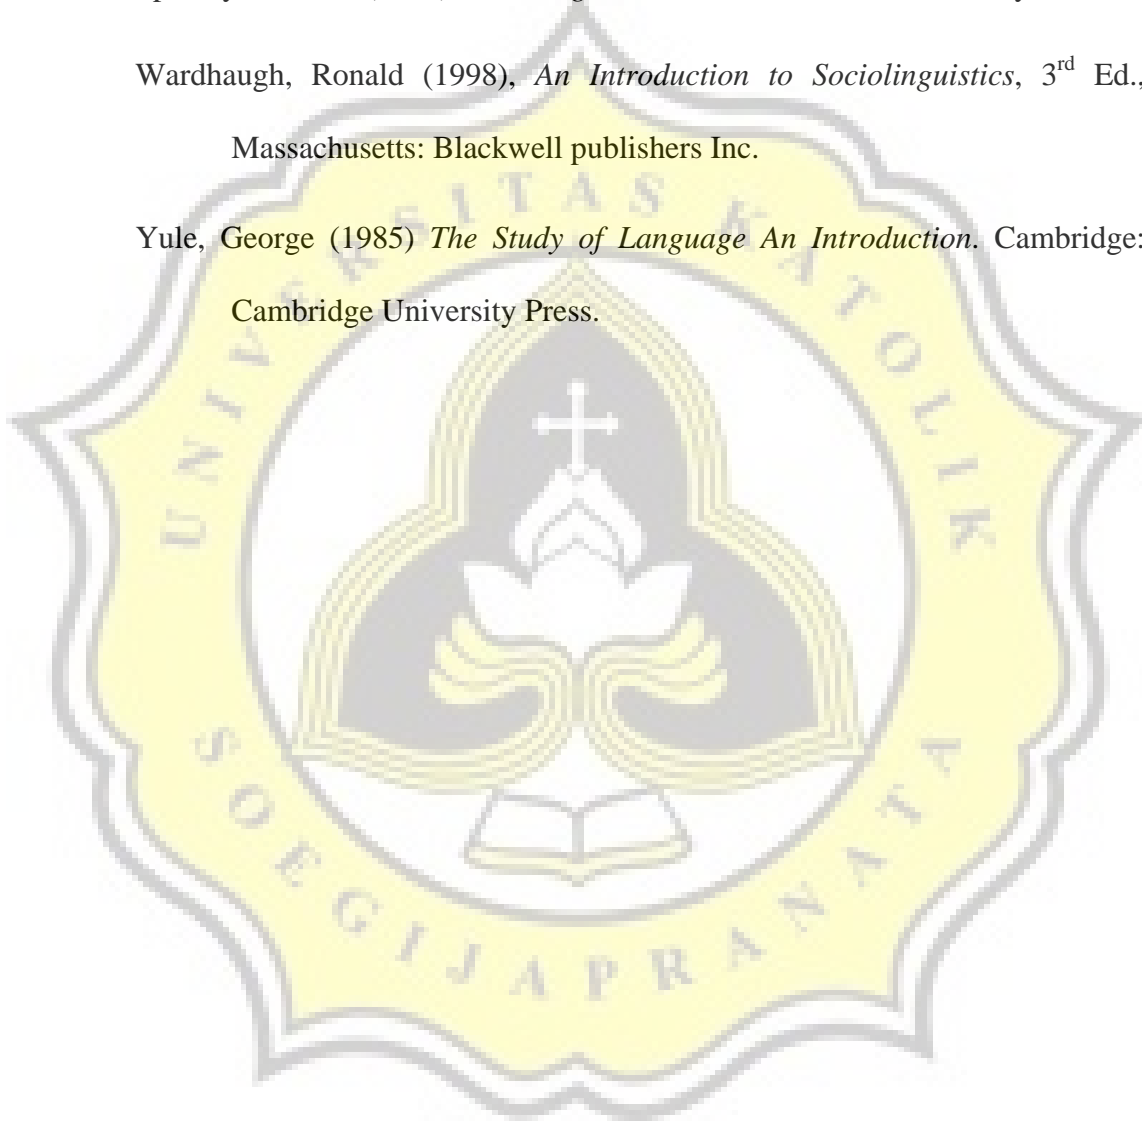 Wardhaugh, Ronald (1998), An Introduction to Sociolinguistics, 3rd Ed.,
Massachusetts: Blackwell publishers Inc.
Yule, George (1985) The Study of Language An Introduction. Cambridge:
Cambridge University Press.
UNIVERSITAS KATOLIK
SOEGIJAPRANATA